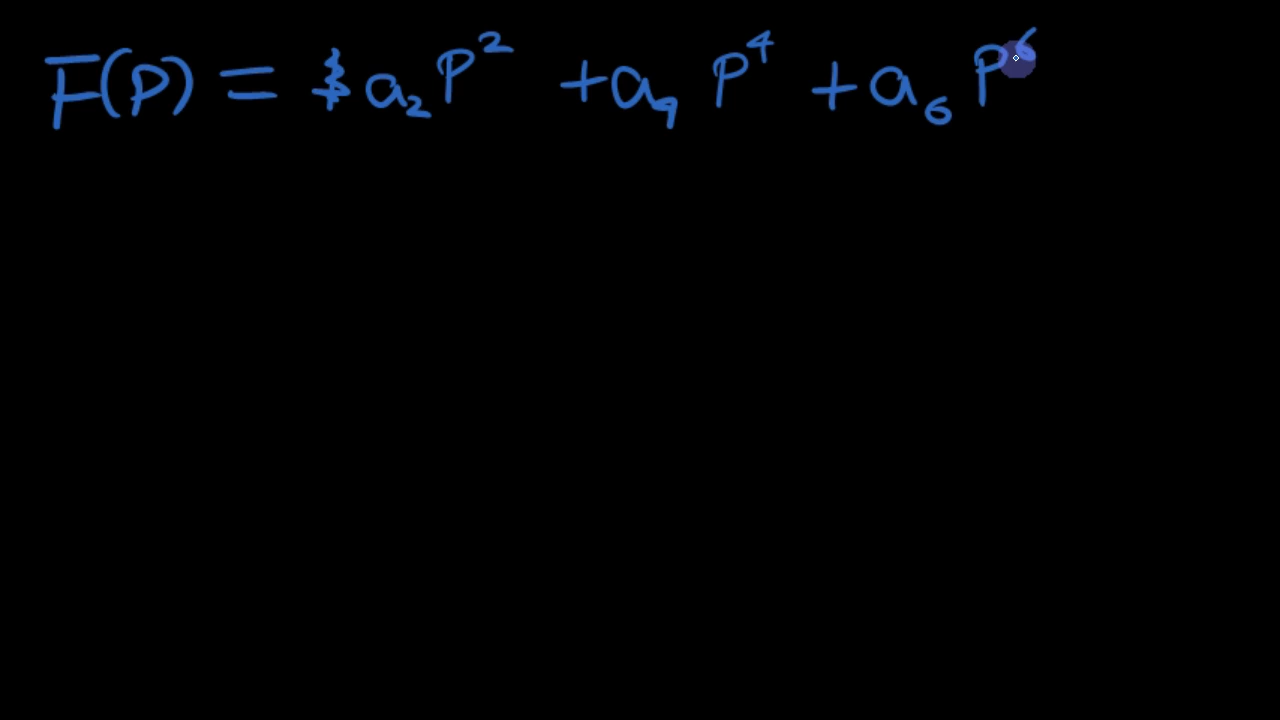 F(P) = a₂P² + a₄P⁴ + a₆P⁶